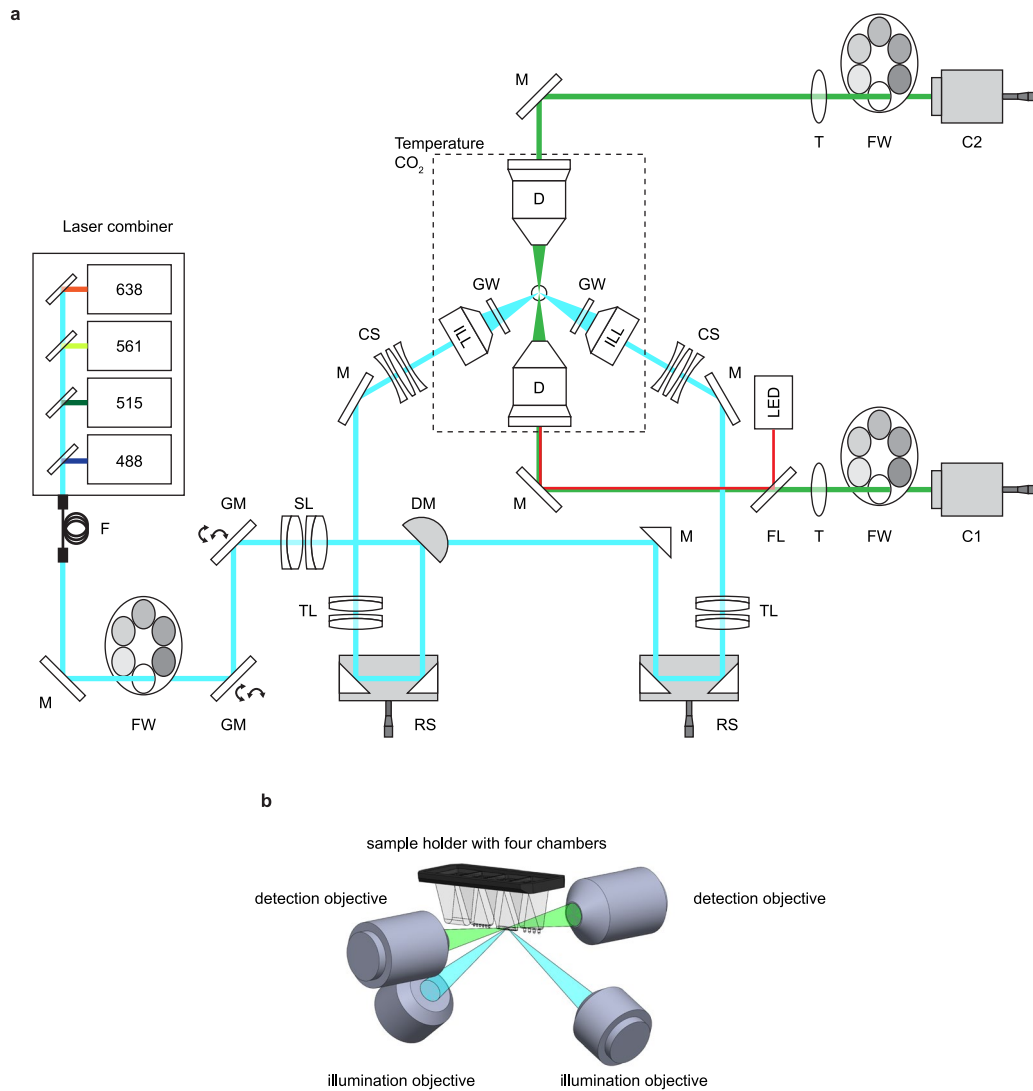 a
M
T
FW
C2
Temperature
CO₂
D
Laser combiner
638
561
515
488
GW
GW
ILL
ILL
CS
CS
M
M
D
LED
M
FL
T
FW
C1
F
GM
SL
DM
M
TL
TL
M
FW
GM
RS
RS
b
sample holder with four chambers
detection objective
detection objective
illumination objective
illumination objective